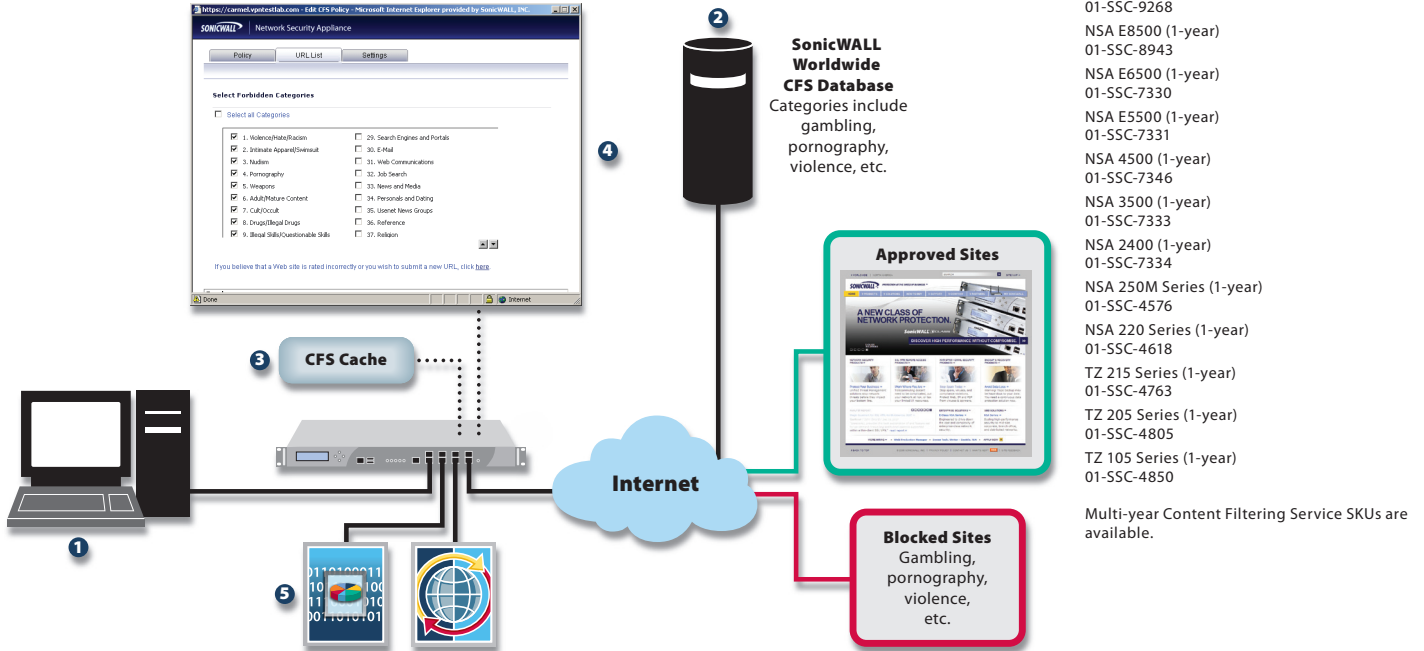 https://carmel.vpntestlab.com - Edit CFS Policy - Microsoft Internet Explorer provided by SonicWALL, INC.
SONICWALL
Network Security Appliance
Policy
URL List
Settings
Select Forbidden Categories
Select all Categories
1. Violence/Hate/Racism
2. Intimate Apparel/Swimsuit
3. Nudism
4. Pornography
5. Weapons
6. Adult/Mature Content
7. Cult/Occult
8. Drugs/Illegal Drugs
9. Illegal Skills/Questionable Skills
29. Search Engines and Portals
30. E-Mail
31. Web Communications
32. Job Search
33. News and Media
34. Personals and Dating
35. Usenet News Groups
36. Reference
37. Religion
If you believe that a Web site is rated incorrectly or you wish to submit a new URL, click here.
Done
Internet
4
2
SonicWALL
Worldwide
CFS Database
Categories include
gambling,
pornography,
violence, etc.
3
CFS Cache
1
5
Internet
Approved Sites
SONICWALL
A NEW CLASS OF
NETWORK PROTECTION.
SonicWALL
DISCOVER HIGH PERFORMANCE WITHOUT COMPROMISE.
Blocked Sites
Gambling,
pornography,
violence,
etc.
01-SSC-9268
NSA E8500 (1-year)
01-SSC-8943
NSA E6500 (1-year)
01-SSC-7330
NSA E5500 (1-year)
01-SSC-7331
NSA 4500 (1-year)
01-SSC-7346
NSA 3500 (1-year)
01-SSC-7333
NSA 2400 (1-year)
01-SSC-7334
NSA 250M Series (1-year)
01-SSC-4576
NSA 220 Series (1-year)
01-SSC-4618
TZ 215 Series (1-year)
01-SSC-4763
TZ 205 Series (1-year)
01-SSC-4805
TZ 105 Series (1-year)
01-SSC-4850
Multi-year Content Filtering Service SKUs are
available.